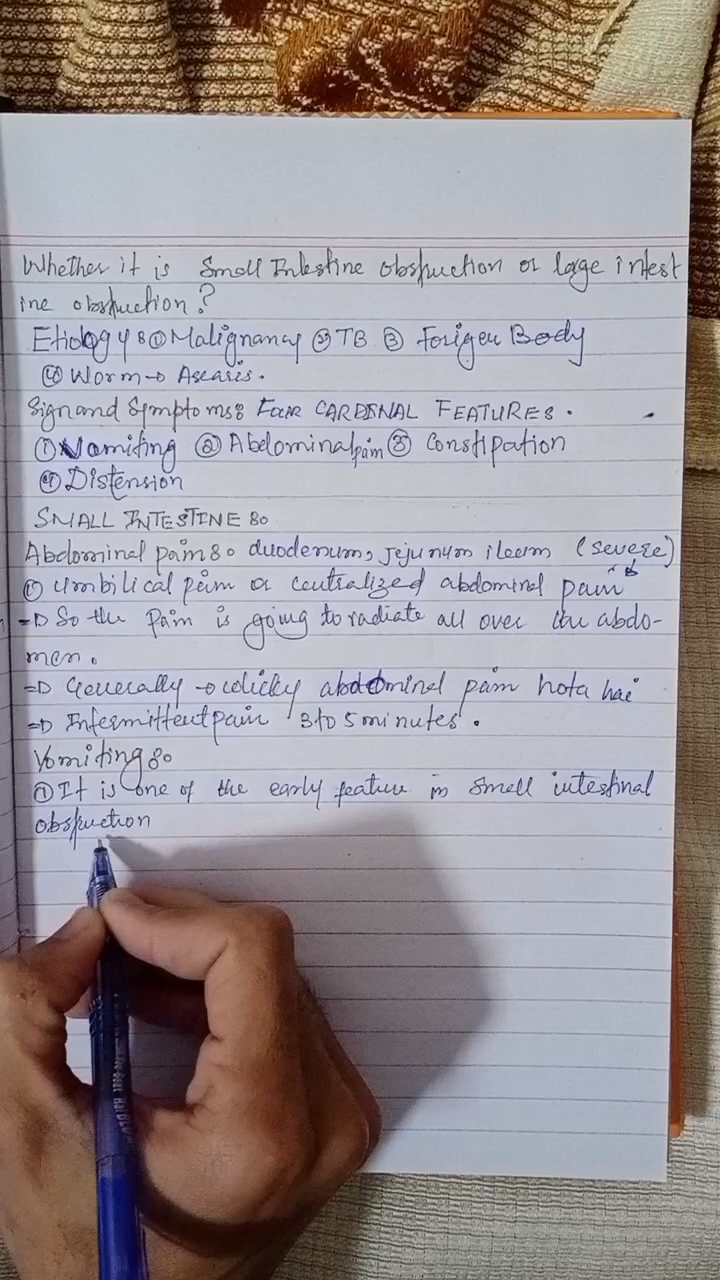 Whether it is Small Intestine obstruction or large intest
ine obstruction?
Etiology: ① Malignancy ② TB ③ Forigen Body
④ Worm → Ascaris.
Sign and Symptoms: FOUR CARDINAL FEATURES.
① Vomiting ② Abdominal pain ③ Constipation
④ Distension
SMALL INTESTINE:
Abdominal pain: duodenum, jejunum ileum (severe)
① Umbilical pain or centralized abdominal pain
⇒ So the pain is going to radiate all over the abdo-
men.
⇒ Generally → colicky abdominal pain hota hai
⇒ Intermittent pain 3 to 5 minutes.
Vomiting:
① It is one of the early feature in small intestinal
obstruction